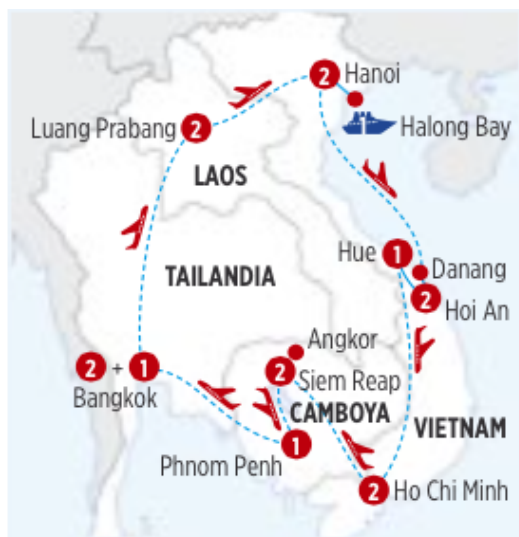 2 Hanoi
Luang Prabang 2
Halong Bay
LAOS
Hue 1
Danang
TAILANDIA
2 Hoi An
Angkor
2 + 1
2 Siem Reap
Bangkok
CAMBOYA
VIETNAM
1
Phnom Penh
2 Ho Chi Minh